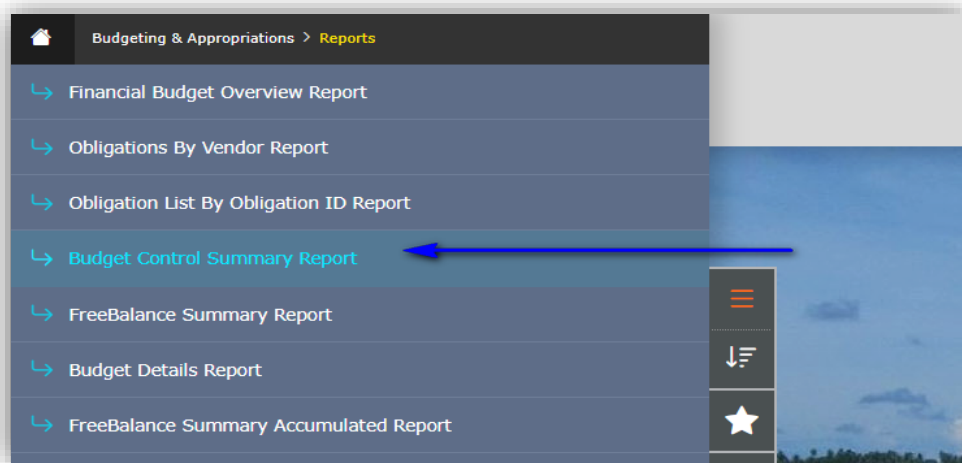 Budgeting & Appropriations > Reports
Financial Budget Overview Report
Obligations By Vendor Report
Obligation List By Obligation ID Report
Budget Control Summary Report
FreeBalance Summary Report
Budget Details Report
FreeBalance Summary Accumulated Report